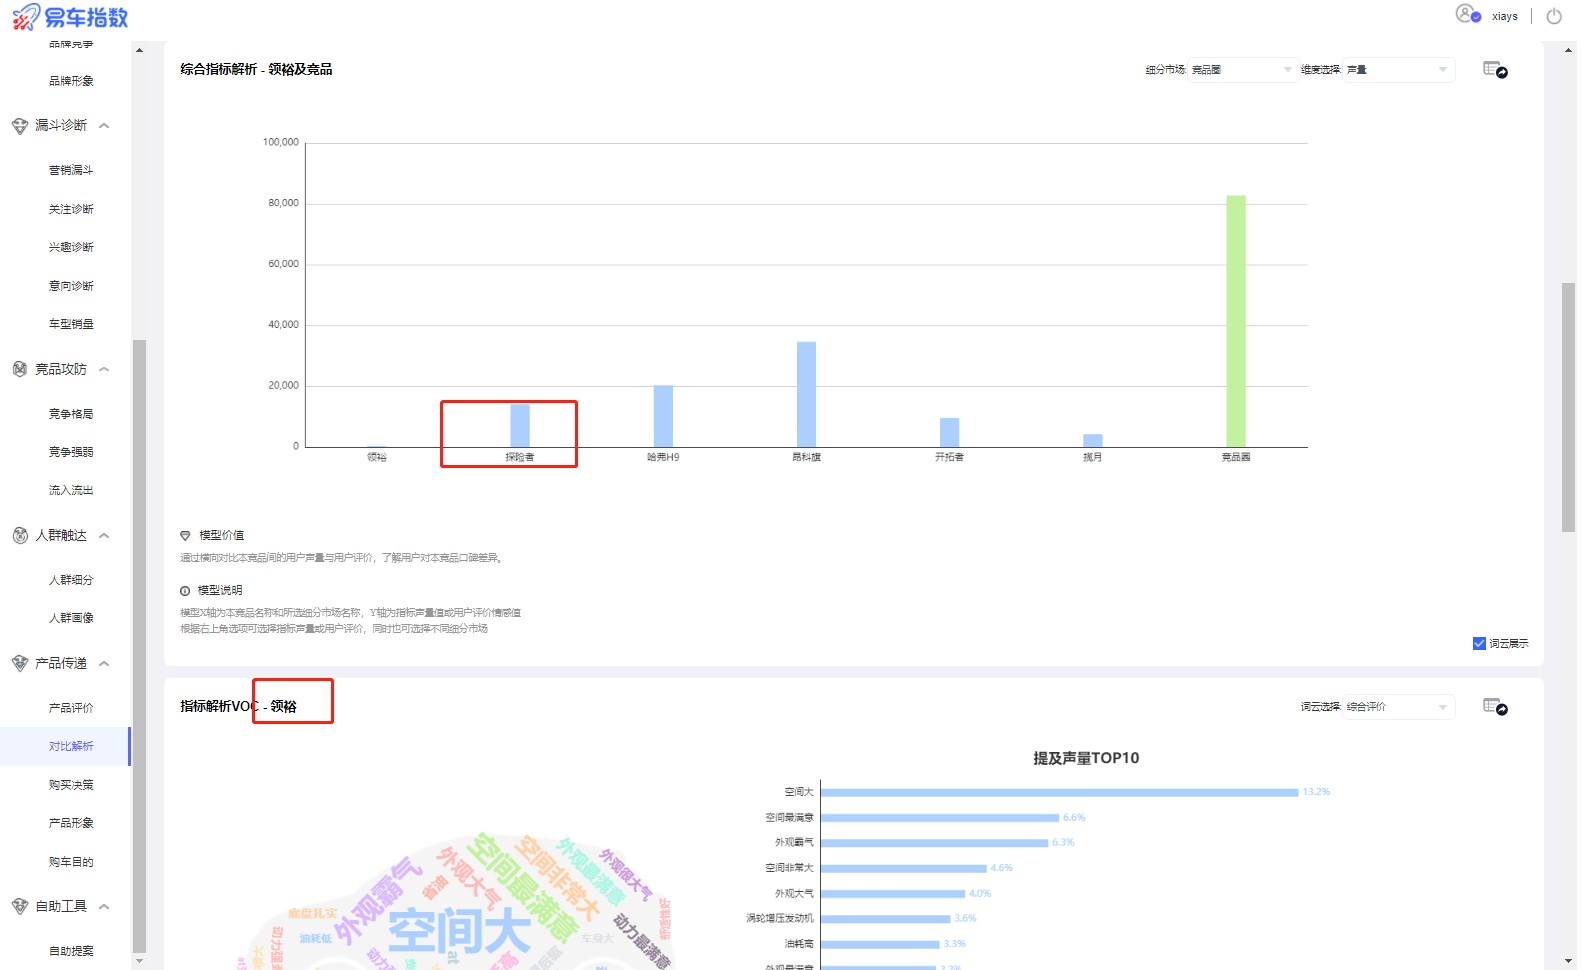 易车指数
xiays
品牌竞争
品牌形象
漏斗诊断
营销漏斗
关注诊断
兴趣诊断
意向诊断
车型销量
竞品攻防
竞争格局
竞争强弱
流入流出
人群触达
人群细分
人群画像
产品传递
产品评价
对比解析
购买决策
产品形象
购车目的
自助工具
自助提案
综合指标解析 - 领裕及竞品
细分市场: 竞品圈
维度选择: 声量
100,000
80,000
60,000
40,000
20,000
0
领裕 探险者 哈弗H9 昂科旗 开拓者 揽月 竞品圈
模型价值
通过横向对比本竞品间的用户声量与用户评价，了解用户对本竞品口碑差异。
模型说明
模型X轴为本竞品名称和所选细分市场名称，Y轴为指标声量值或用户评价情感值
根据右上角选项可选择指标声量或用户评价，同时也可选择不同细分市场
词云展示
指标解析VOC - 领裕
词云选择: 综合评价
提及声量TOP10
空间大 13.2%
空间最满意 6.6%
外观霸气 6.3%
空间非常大 4.6%
外观大气 4.0%
涡轮增压发动机 3.6%
油耗高 3.3%
外观最满意 3.2%
空间大
空间最满意
外观霸气
空间非常大
外观大气
外观最满意
外观很大气
省油
底盘扎实
油耗低
动力最满意
舒适性好
车身大
at